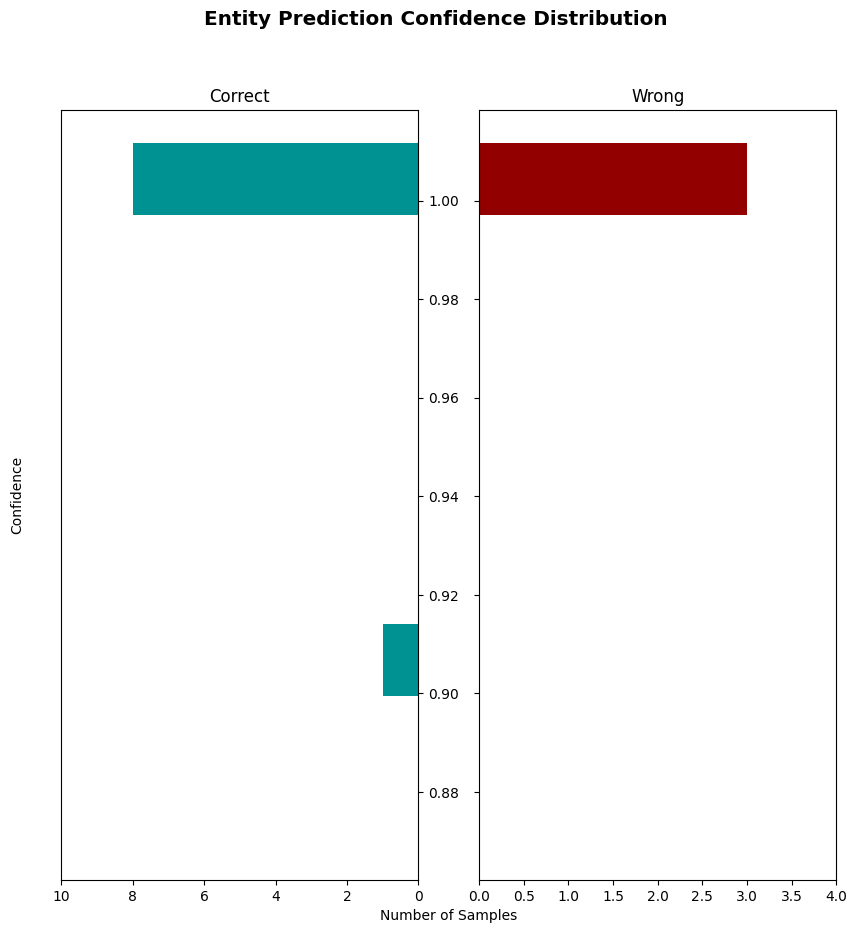 Entity Prediction Confidence Distribution
Correct
Wrong
1.00
0.98
0.96
0.94
0.92
0.90
0.88
Confidence
10 8 6 4 2 0
0.0 0.5 1.0 1.5 2.0 2.5 3.0 3.5 4.0
Number of Samples